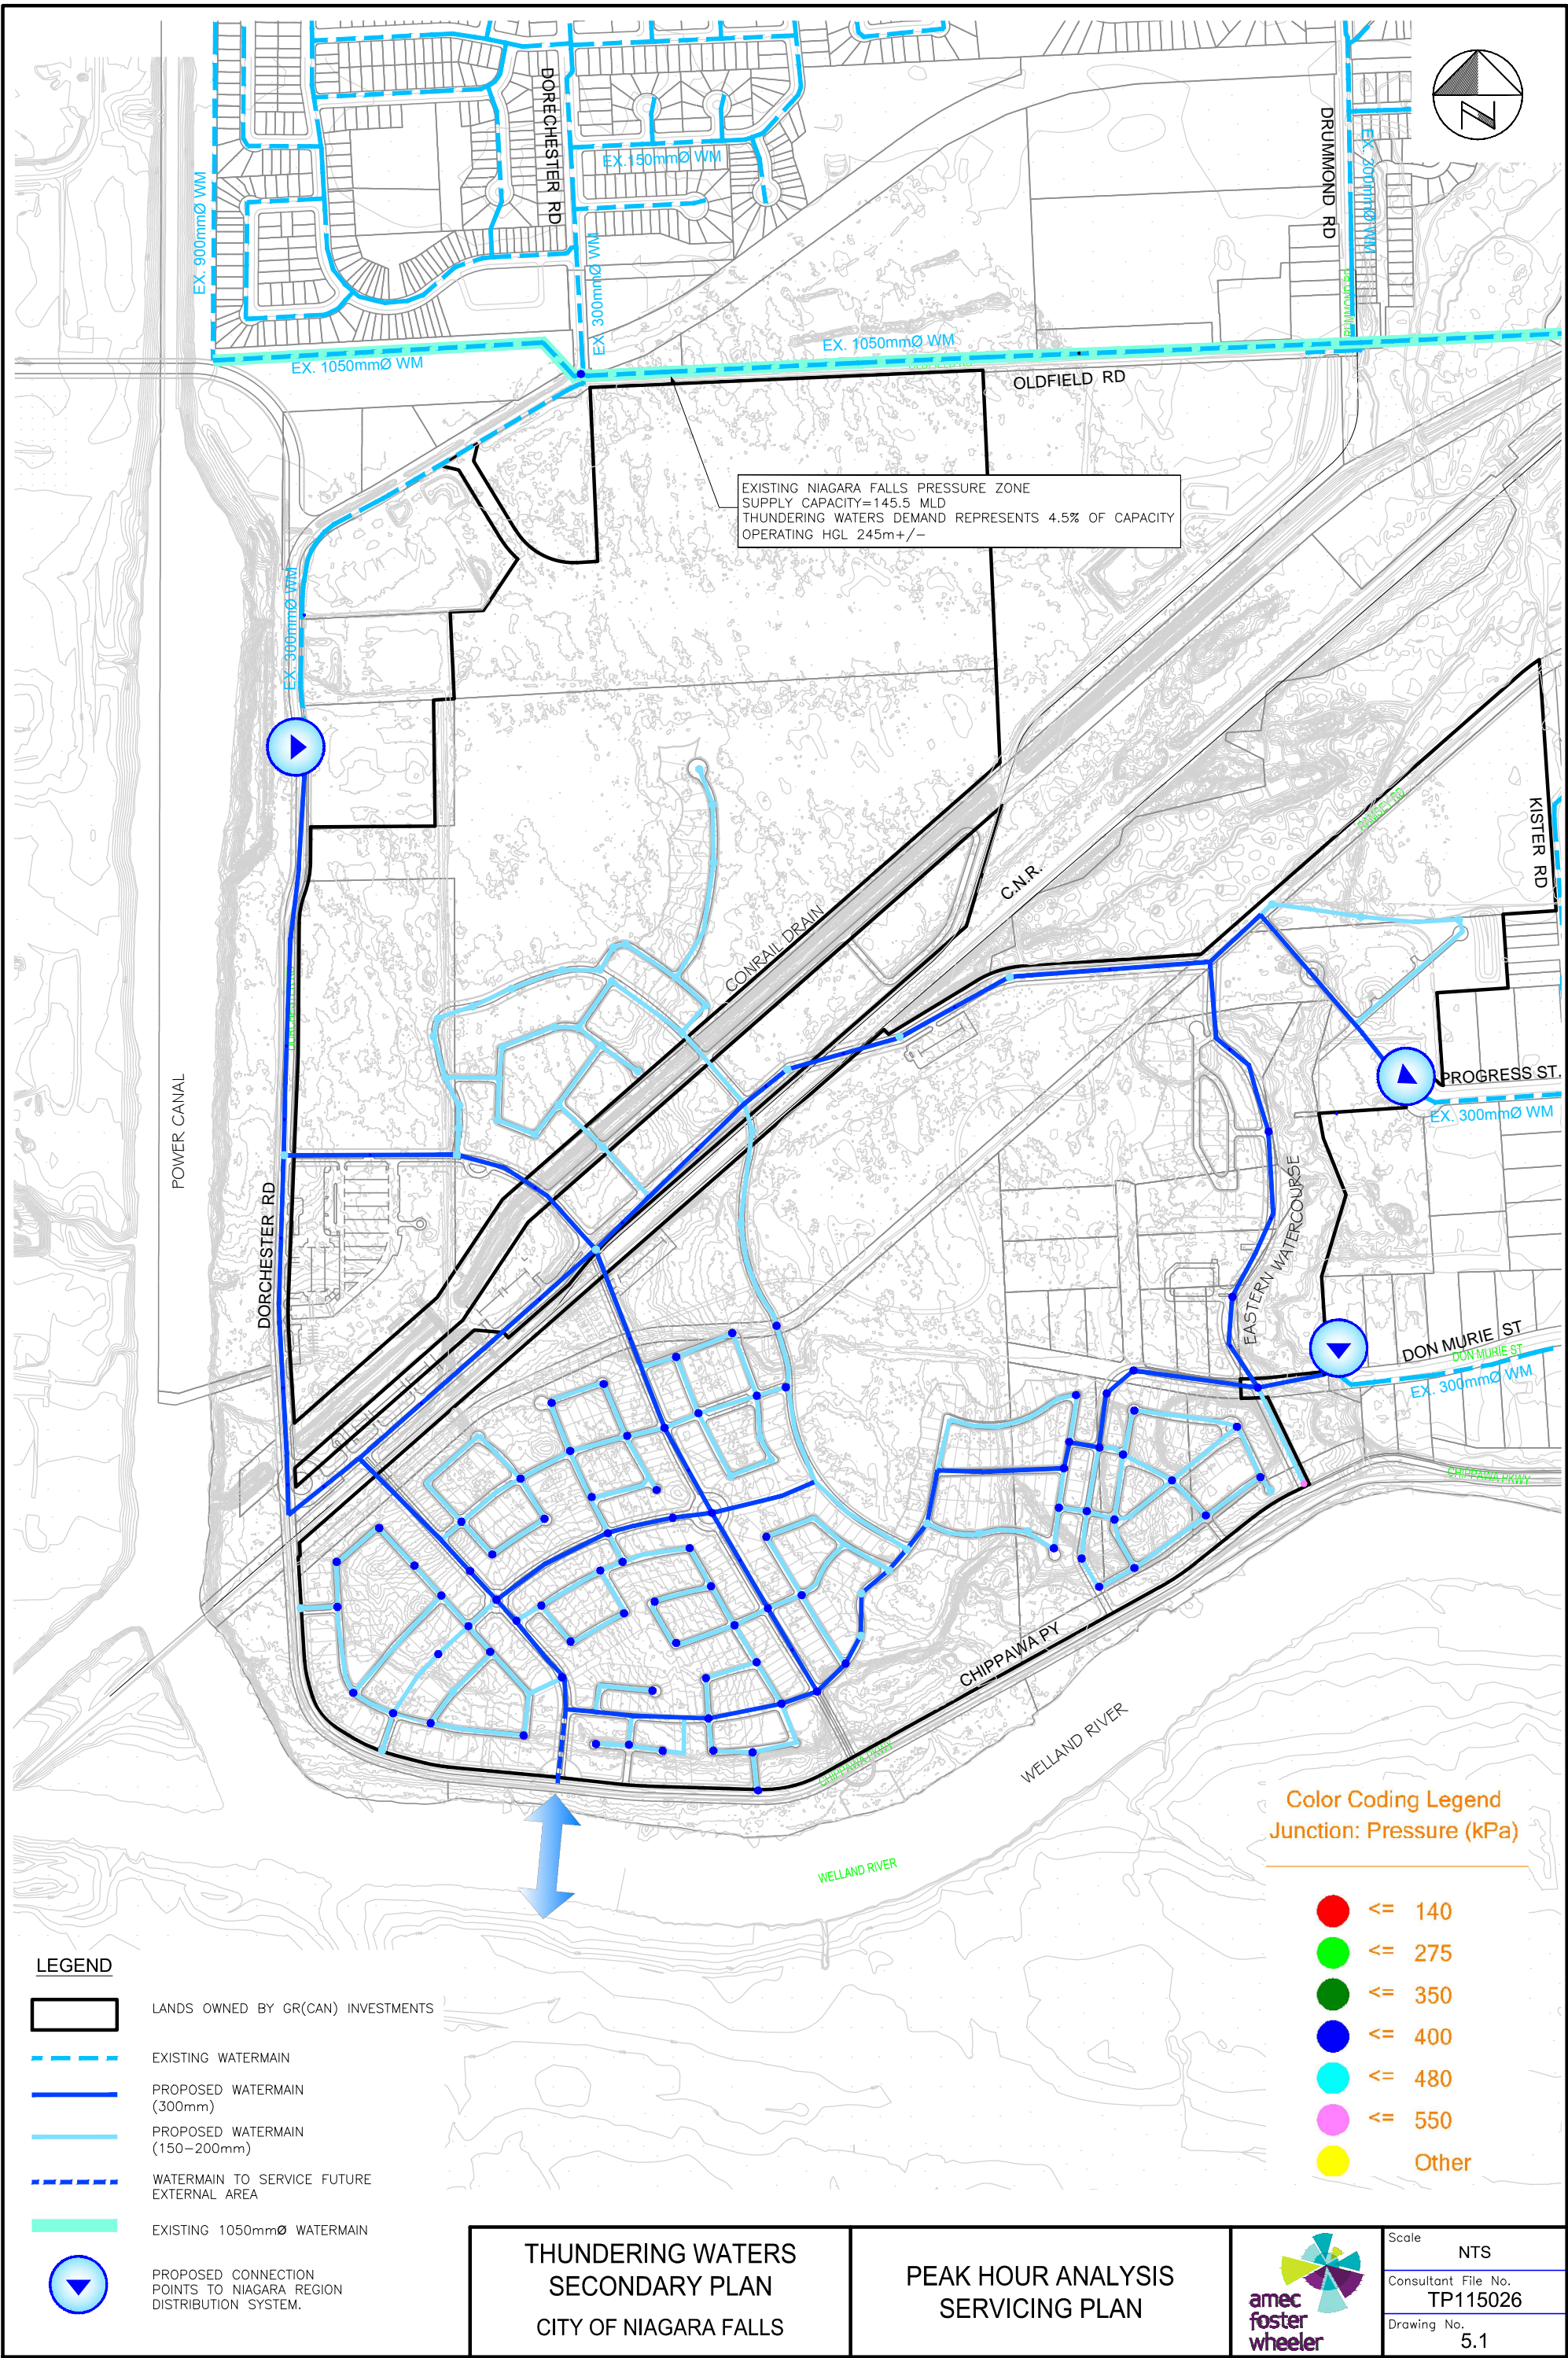 DORECHESTER RD
EX.150mmØ WM
DRUMMOND RD
EX. 300mmØ WM
N
EX. 900mmØ WM
EX. 300mmØ WM
EX. 1050mmØ WM
EX. 1050mmØ WM
OLDFIELD RD
EXISTING NIAGARA FALLS PRESSURE ZONE
SUPPLY CAPACITY=145.5 MLD
THUNDERING WATERS DEMAND REPRESENTS 4.5% OF CAPACITY
OPERATING HGL 245m+/-
EX. 300mmØ WM
RAMSEY RD
KISTER RD
C.N.R.
CONRAIL DRAIN
POWER CANAL
DORCHESTER RD
PROGRESS ST.
EX. 300mmØ WM
EASTERN WATERCOURSE
DON MURIE ST
DON MURIE ST
EX. 300mmØ WM
CHIPPAWA PKWY
CHIPPAWA PY
CHIPPAWA PKWY
WELLAND RIVER
WELLAND RIVER
Color Coding Legend
Junction: Pressure (kPa)
<= 140
<= 275
<= 350
<= 400
<= 480
<= 550
Other
LEGEND
LANDS OWNED BY GR(CAN) INVESTMENTS
EXISTING WATERMAIN
PROPOSED WATERMAIN
(300mm)
PROPOSED WATERMAIN
(150-200mm)
WATERMAIN TO SERVICE FUTURE
EXTERNAL AREA
EXISTING 1050mmØ WATERMAIN
PROPOSED CONNECTION
POINTS TO NIAGARA REGION
DISTRIBUTION SYSTEM.
THUNDERING WATERS
SECONDARY PLAN
CITY OF NIAGARA FALLS
PEAK HOUR ANALYSIS
SERVICING PLAN
amec
foster
wheeler
Scale
NTS
Consultant File No.
TP115026
Drawing No.
5.1